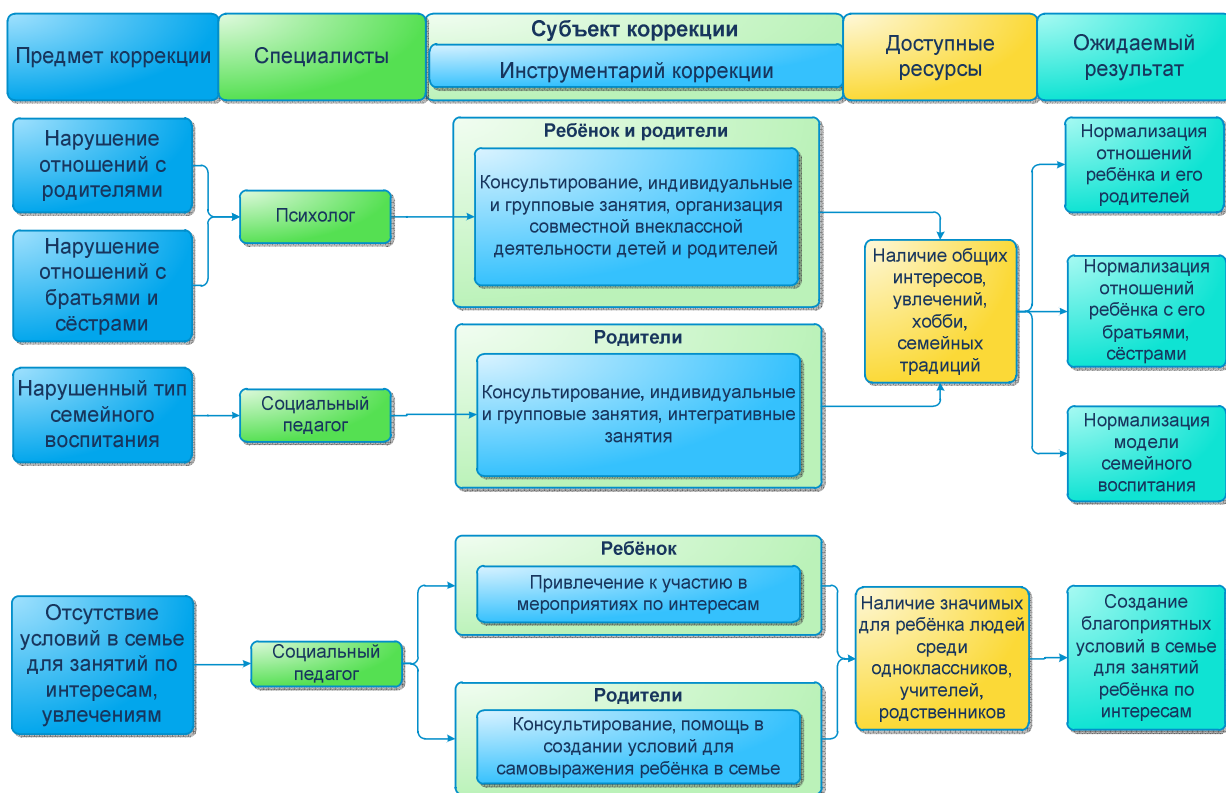 Предмет коррекции
Специалисты
Субъект коррекции
Инструментарий коррекции
Доступные
ресурсы
Ожидаемый
результат
Нарушение
отношений с
родителями
Нарушение
отношений с
братьями и
сёстрами
Психолог
Ребёнок и родители
Консультирование, индивидуальные
и групповые занятия, организация
совместной внеклассной
деятельности детей и родителей
Нарушенный тип
семейного
воспитания
Социальный
педагог
Родители
Консультирование, индивидуальные
и групповые занятия, интегративные
занятия
Наличие общих
интересов,
увлечений,
хобби,
семейных
традиций
Нормализация
отношений
ребёнка и его
родителей
Нормализация
отношений
ребёнка с его
братьями,
сёстрами
Нормализация
модели
семейного
воспитания
Отсутствие
условий в семье
для занятий по
интересам,
увлечениям
Социальный
педагог
Ребёнок
Привлечение к участию в
мероприятиях по интересам
Родители
Консультирование, помощь в
создании условий для
самовыражения ребёнка в семье
Наличие значимых
для ребёнка людей
среди
одноклассников,
учителей,
родственников
Создание
благоприятных
условий в семье
для занятий
ребёнка по
интересам